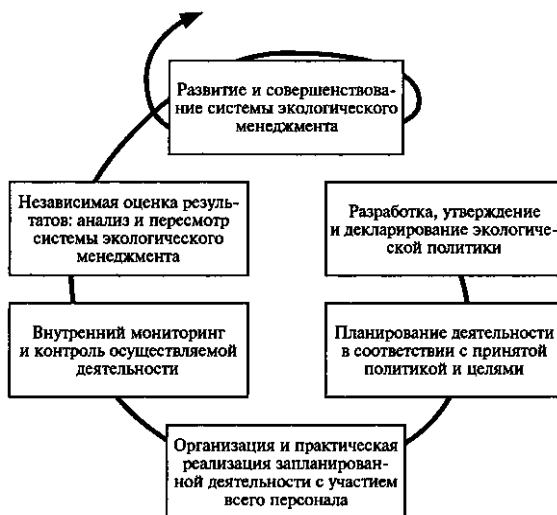 Развитие и совершенствова-
ние системы экологического
менеджмента
Независимая оценка резуль-
татов: анализ и пересмотр
системы экологического
менеджмента
Разработка, утверждение
и декларирование экологиче-
ской политики
Внутренний мониторинг
и контроль осуществляемой
деятельности
Планирование деятельности
в соответствии с принятой
политикой и целями
Организация и практическая
реализация запланирован-
ной деятельности с участием
всего персонала